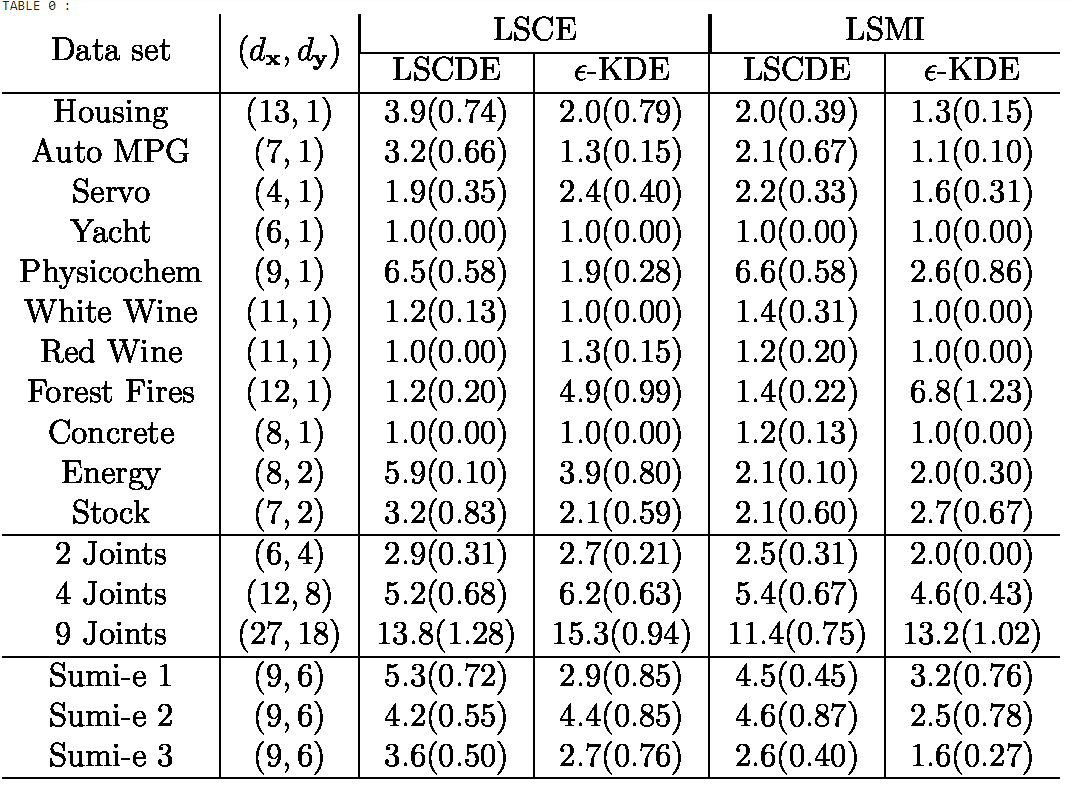 TABLE 0 :
Data set (dx, dy) LSCE LSMI
LSCDE ϵ-KDE LSCDE ϵ-KDE
Housing (13, 1) 3.9(0.74) 2.0(0.79) 2.0(0.39) 1.3(0.15)
Auto MPG (7, 1) 3.2(0.66) 1.3(0.15) 2.1(0.67) 1.1(0.10)
Servo (4, 1) 1.9(0.35) 2.4(0.40) 2.2(0.33) 1.6(0.31)
Yacht (6, 1) 1.0(0.00) 1.0(0.00) 1.0(0.00) 1.0(0.00)
Physicochem (9, 1) 6.5(0.58) 1.9(0.28) 6.6(0.58) 2.6(0.86)
White Wine (11, 1) 1.2(0.13) 1.0(0.00) 1.4(0.31) 1.0(0.00)
Red Wine (11, 1) 1.0(0.00) 1.3(0.15) 1.2(0.20) 1.0(0.00)
Forest Fires (12, 1) 1.2(0.20) 4.9(0.99) 1.4(0.22) 6.8(1.23)
Concrete (8, 1) 1.0(0.00) 1.0(0.00) 1.2(0.13) 1.0(0.00)
Energy (8, 2) 5.9(0.10) 3.9(0.80) 2.1(0.10) 2.0(0.30)
Stock (7, 2) 3.2(0.83) 2.1(0.59) 2.1(0.60) 2.7(0.67)
2 Joints (6, 4) 2.9(0.31) 2.7(0.21) 2.5(0.31) 2.0(0.00)
4 Joints (12, 8) 5.2(0.68) 6.2(0.63) 5.4(0.67) 4.6(0.43)
9 Joints (27, 18) 13.8(1.28) 15.3(0.94) 11.4(0.75) 13.2(1.02)
Sumi-e 1 (9, 6) 5.3(0.72) 2.9(0.85) 4.5(0.45) 3.2(0.76)
Sumi-e 2 (9, 6) 4.2(0.55) 4.4(0.85) 4.6(0.87) 2.5(0.78)
Sumi-e 3 (9, 6) 3.6(0.50) 2.7(0.76) 2.6(0.40) 1.6(0.27)